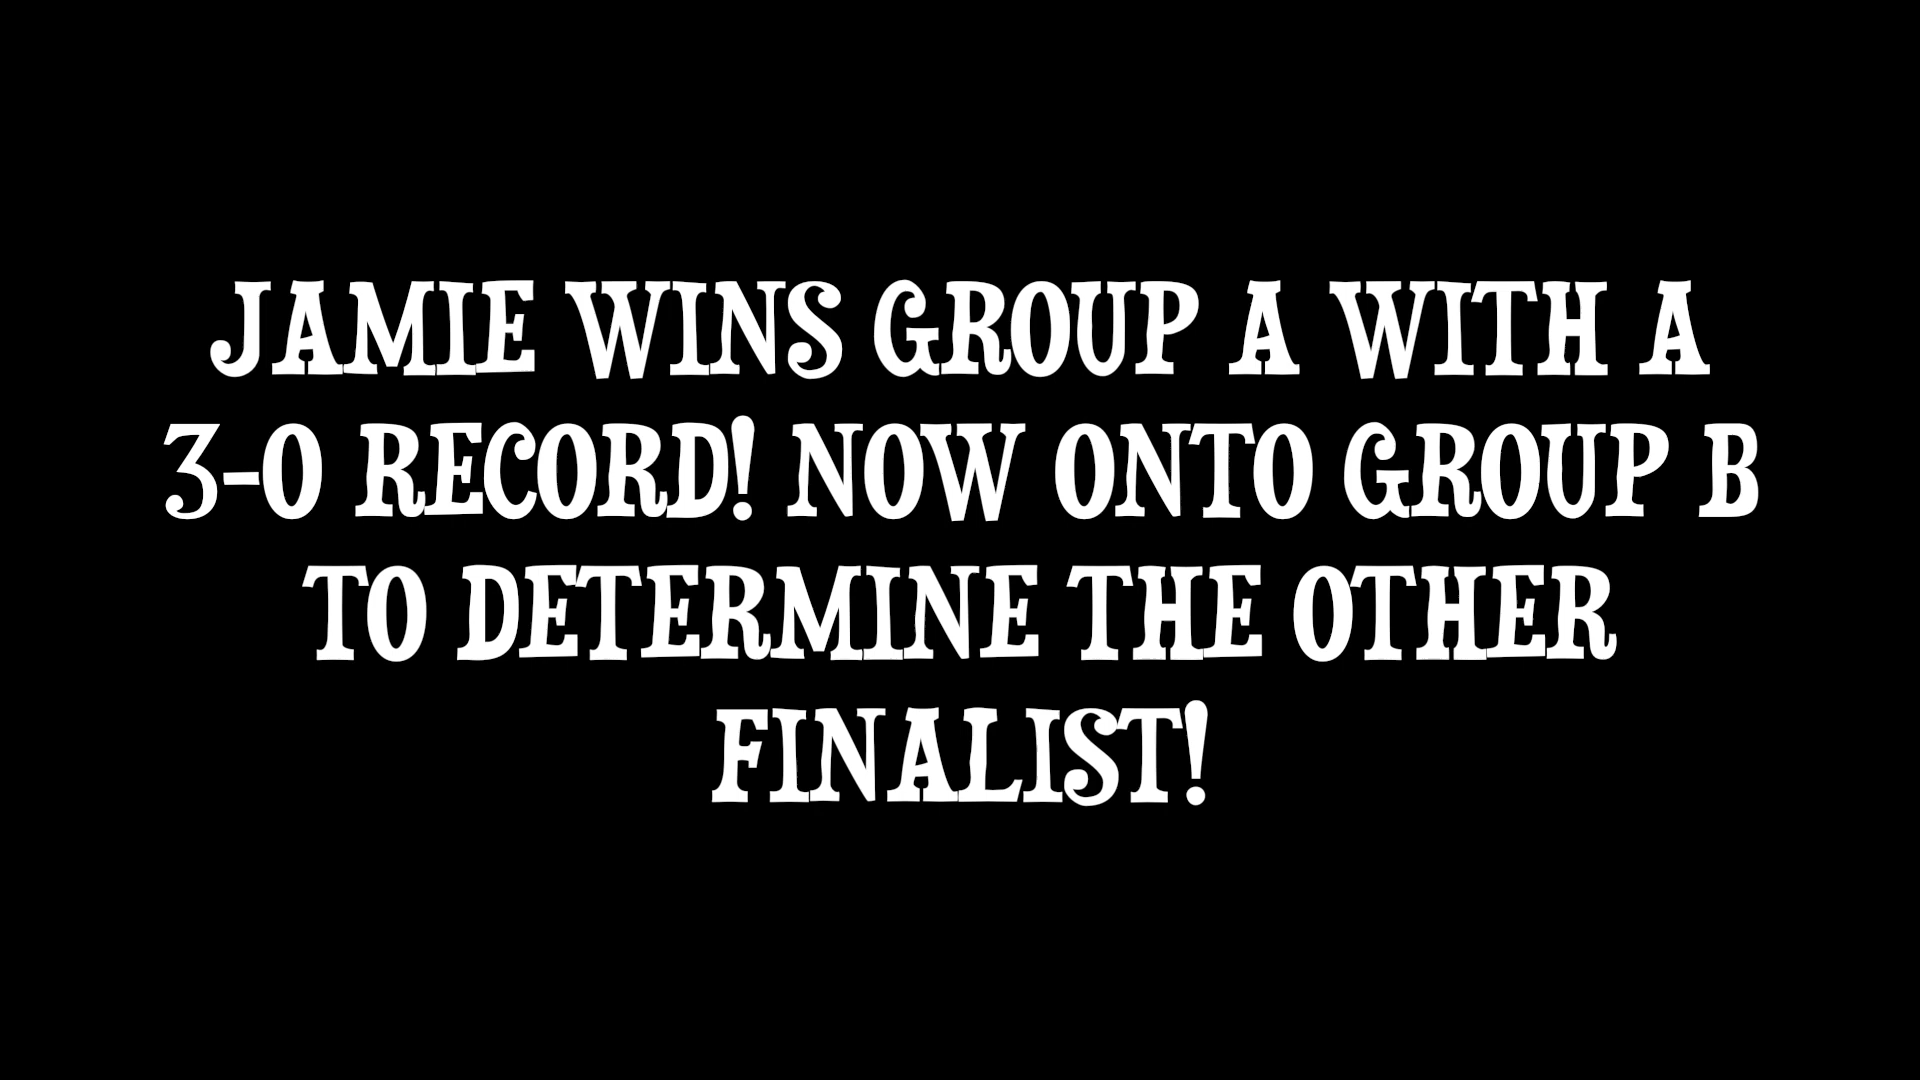 JAMIE WINS GROUP A WITH A
3-0 RECORD! NOW ONTO GROUP B
TO DETERMINE THE OTHER
FINALIST!